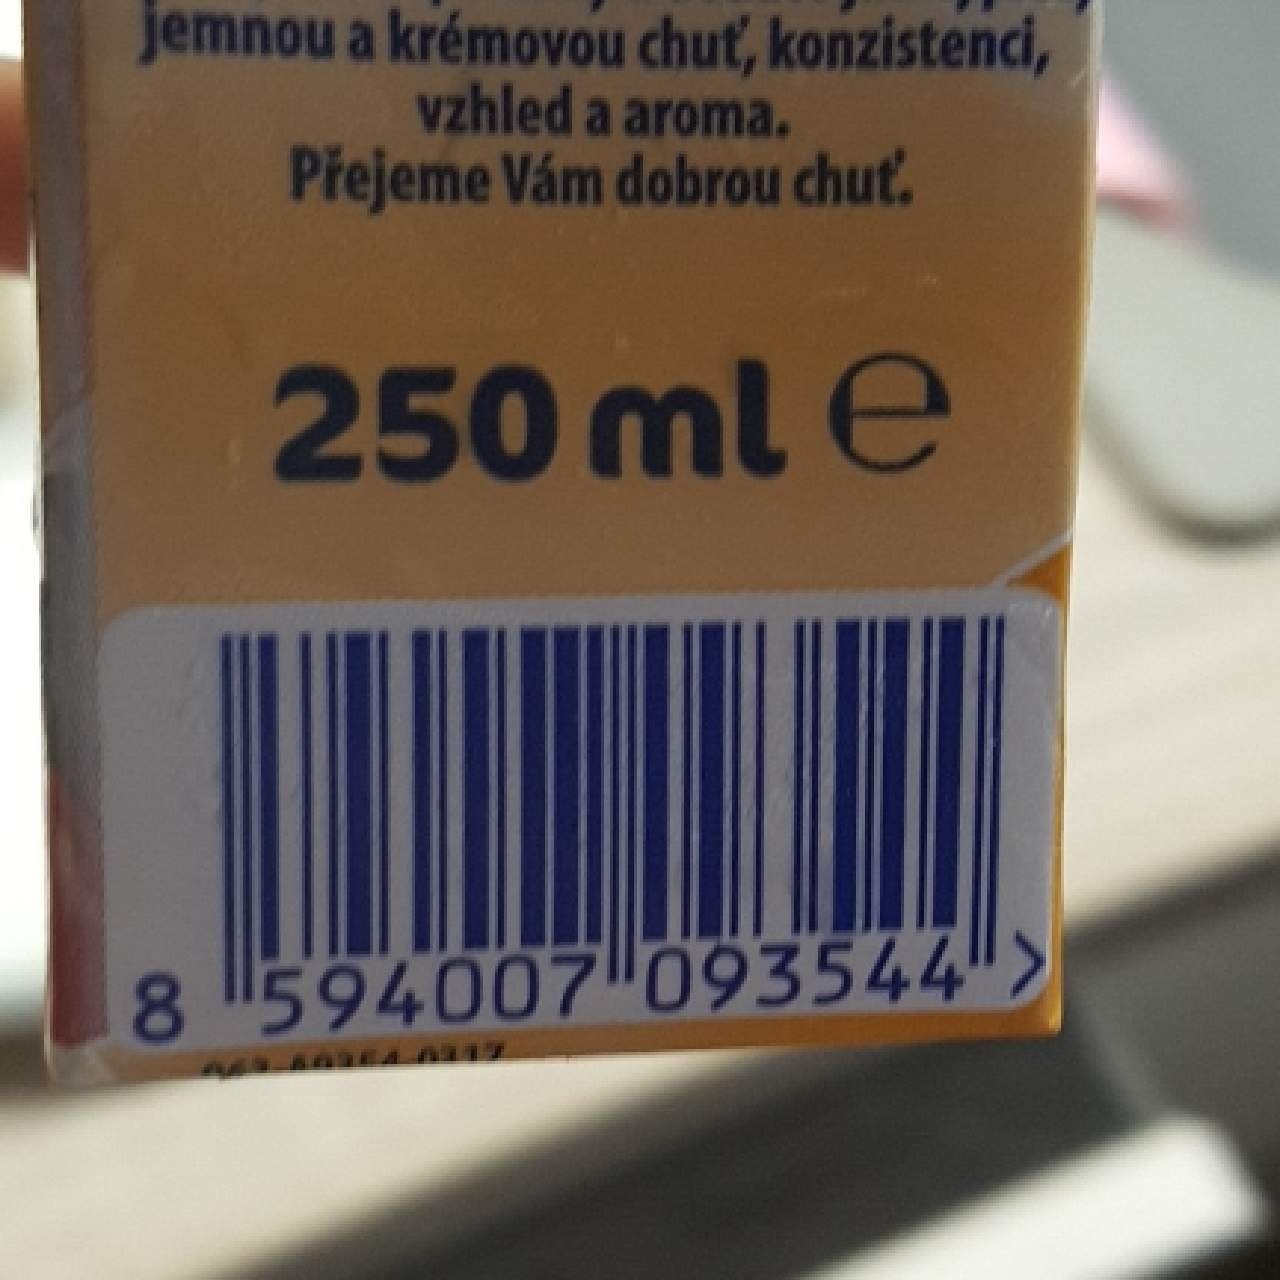 jemnou a krémovou chuť, konzistenci,
vzhled a aroma.
Přejeme Vám dobrou chuť.
250 ml e
8 594007 093544 >